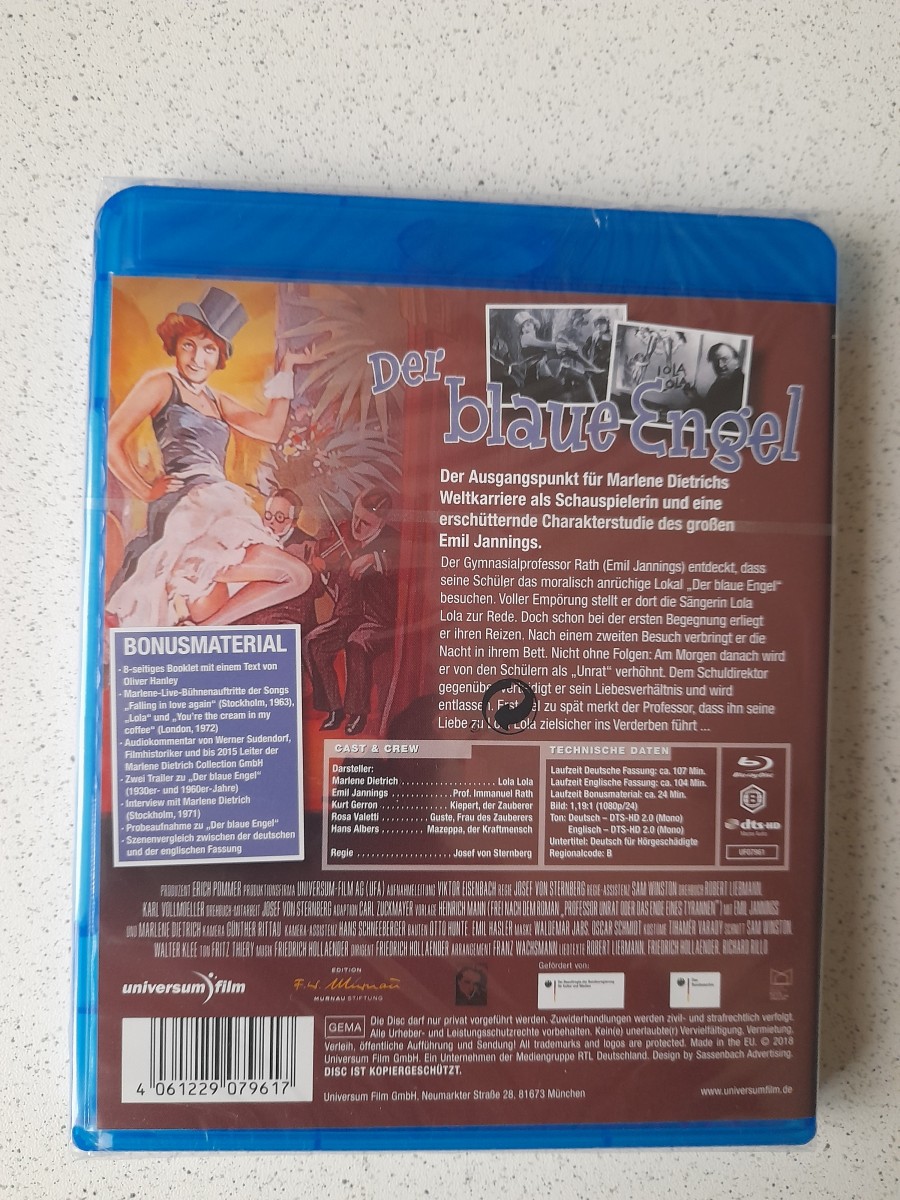 LOLA
LOLA
Der
blaue Engel
Der Ausgangspunkt für Marlene Dietrichs
Weltkarriere als Schauspielerin und eine
erschütternde Charakterstudie des großen
Emil Jannings.
Der Gymnasialprofessor Rath (Emil Jannings) entdeckt, dass
seine Schüler das moralisch anrüchige Lokal „Der blaue Engel“
besuchen. Voller Empörung stellt er dort die Sängerin Lola
Lola zur Rede. Doch schon bei der ersten Begegnung erliegt
er ihren Reizen. Nach einem zweiten Besuch verbringt er die
Nacht in ihrem Bett. Nicht ohne Folgen: Am Morgen danach wird
er von den Schülern als „Unrat“ verhöhnt. Dem Schuldirektor
gegenüber verteidigt er sein Liebesverhältnis und wird
entlassen. Erst viel zu spät merkt der Professor, dass ihn seine
Liebe zu der Lola zielsicher ins Verderben führt ...
BONUSMATERIAL
- 8-seitiges Booklet mit einem Text von
Oliver Hanley
- Marlene-Live-Bühnenauftritte der Songs
„Falling in love again“ (Stockholm, 1963),
„Lola“ und „You're the cream in my
coffee“ (London, 1972)
- Audiokommentar von Werner Sudendorf,
Filmhistoriker und bis 2015 Leiter der
Marlene Dietrich Collection GmbH
- Zwei Trailer zu „Der blaue Engel“
(1930er- und 1960er-Jahre)
- Interview mit Marlene Dietrich
(Stockholm, 1971)
- Probeaufnahme zu „Der blaue Engel“
- Szenenvergleich zwischen der deutschen
und der englischen Fassung
CAST & CREW
Darsteller:
Marlene Dietrich ..................... Lola Lola
Emil Jannings ............ Prof. Immanuel Rath
Kurt Gerron ............ Kiepert, der Zauberer
Rosa Valetti ......... Guste, Frau des Zauberers
Hans Albers ......... Mazeppa, der Kraftmensch
Regie .................... Josef von Sternberg
TECHNISCHE DATEN
Laufzeit Deutsche Fassung: ca. 107 Min.
Laufzeit Englische Fassung: ca. 104 Min.
Laufzeit Bonusmaterial: ca. 24 Min.
Bild: 1,19:1 (1080p/24)
Ton: Deutsch – DTS-HD 2.0 (Mono)
Englisch – DTS-HD 2.0 (Mono)
Untertitel: Deutsch für Hörgeschädigte
Regionalcode: B
Blu-ray Disc
B
dts-HD
Master Audio
UF07961
PRODUZENT ERICH POMMER PRODUKTIONSFIRMA UNIVERSUM-FILM AG (UFA) AUFNAHMELEITUNG VIKTOR EISENBACH REGIE JOSEF VON STERNBERG REGIE-ASSISTENZ SAM WINSTON DREHBUCH ROBERT LIEBMANN,
KARL VOLLMOELLER DREHBUCH-MITARBEIT JOSEF VON STERNBERG ADAPTION CARL ZUCKMAYER VORLAGE HEINRICH MANN (FREI NACH DEM ROMAN „PROFESSOR UNRAT ODER DAS ENDE EINES TYRANNEN“) MIT EMIL JANNINGS
UND MARLENE DIETRICH KAMERA GÜNTHER RITTAU KAMERA-ASSISTENZ HANS SCHNEEBERGER BAUTEN OTTO HUNTE, EMIL HASLER MASKE WALDEMAR JABS, OSCAR SCHMIDT KOSTÜME TIHAMÉR VARADY SCHNITT SAM WINSTON,
WALTER KLEE TON FRITZ THIERY MUSIK FRIEDRICH HOLLAENDER DIRIGENT FRIEDRICH HOLLAENDER ARRANGEMENT FRANZ WACHSMANN LIEDTEXTE ROBERT LIEBMANN, FRIEDRICH HOLLAENDER, RICHARD RILLO
universum film
EDITION
F.W. Murnau
MURNAU STIFTUNG
Gefördert von:
GEMA
Die Disc darf nur privat vorgeführt werden. Zuwiderhandlungen werden zivil- und strafrechtlich verfolgt.
Alle Urheber- und Leistungsschutzrechte vorbehalten. Kein(e) unerlaubte(r) Vervielfältigung, Vermietung,
Verleih, öffentliche Aufführung und Sendung! All trademarks and logos are protected. Made in the EU. © 2018
Universum Film GmbH. Ein Unternehmen der Mediengruppe RTL Deutschland. Design by Sassenbach Advertising.
DISC IST KOPIERGESCHÜTZT.
Universum Film GmbH, Neumarkter Straße 28, 81673 München
www.universumfilm.de
4 061229 079617